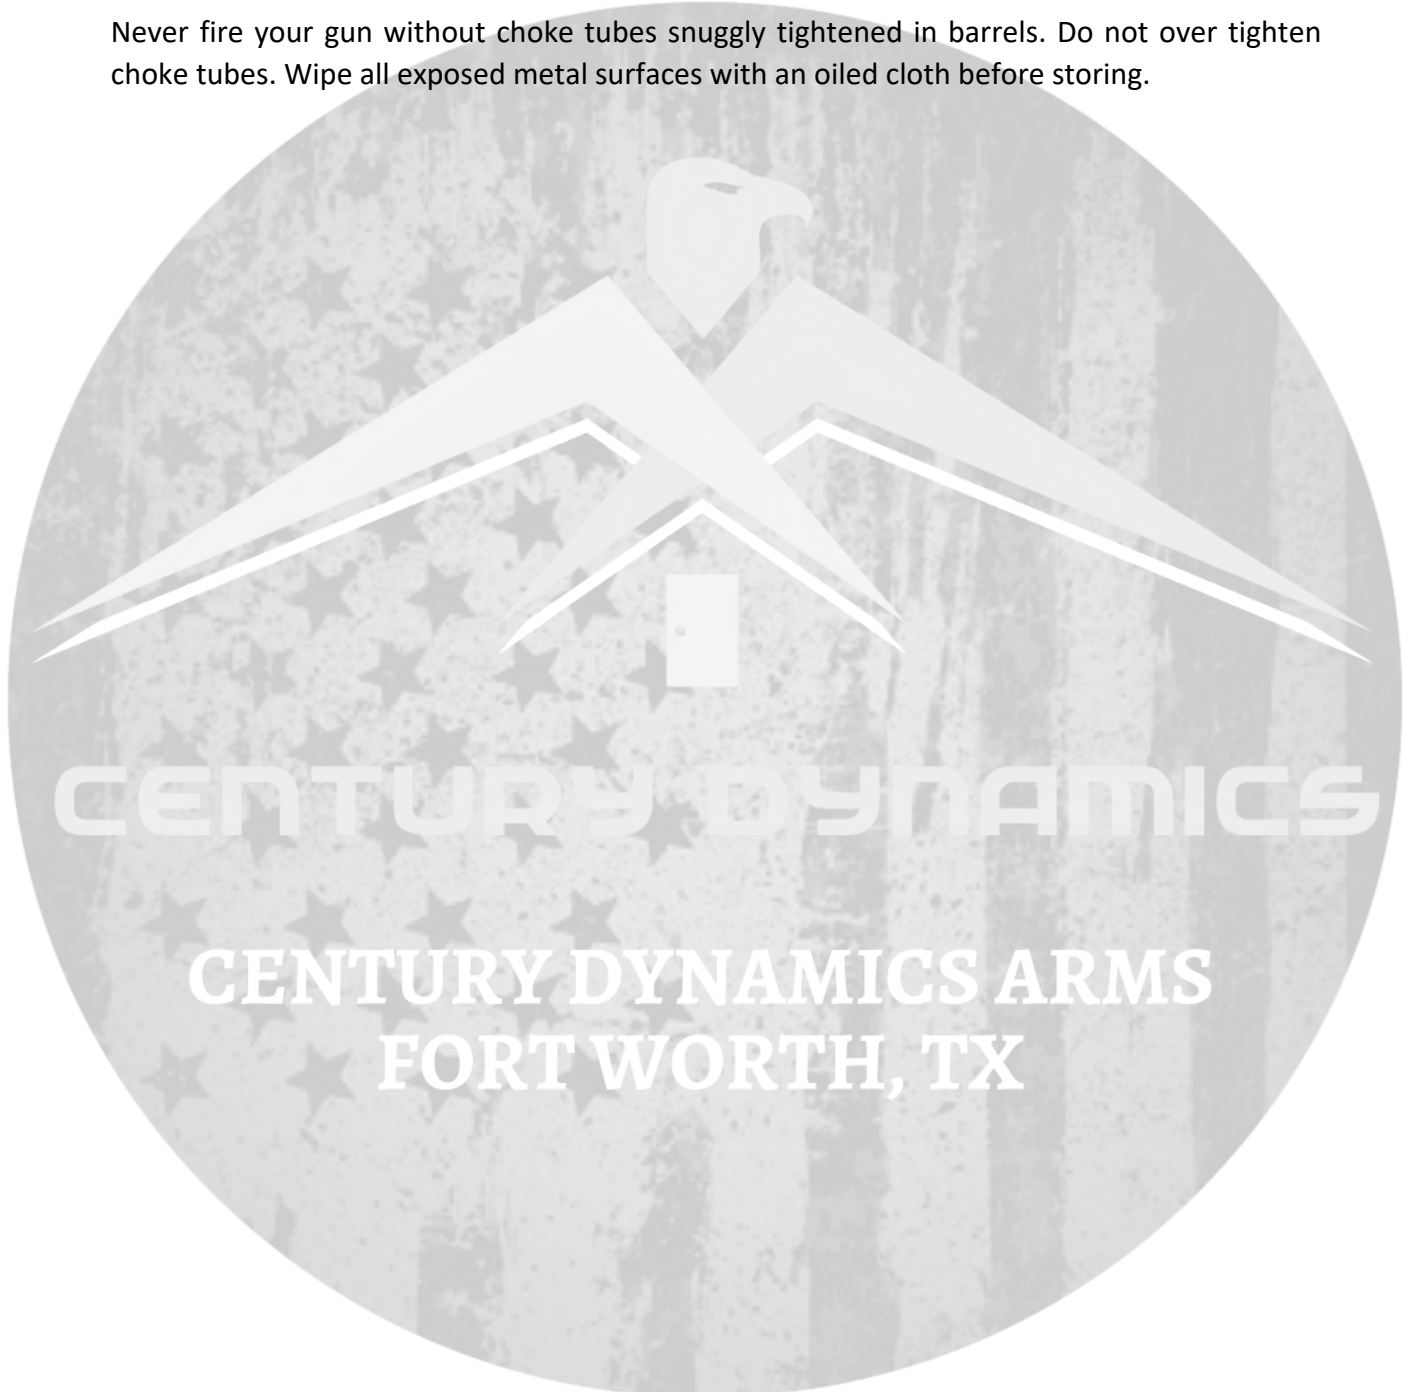 Never fire your gun without choke tubes snuggly tightened in barrels. Do not over tighten
choke tubes. Wipe all exposed metal surfaces with an oiled cloth before storing.
CENTURY DYNAMICS
CENTURY DYNAMICS ARMS
FORT WORTH, TX